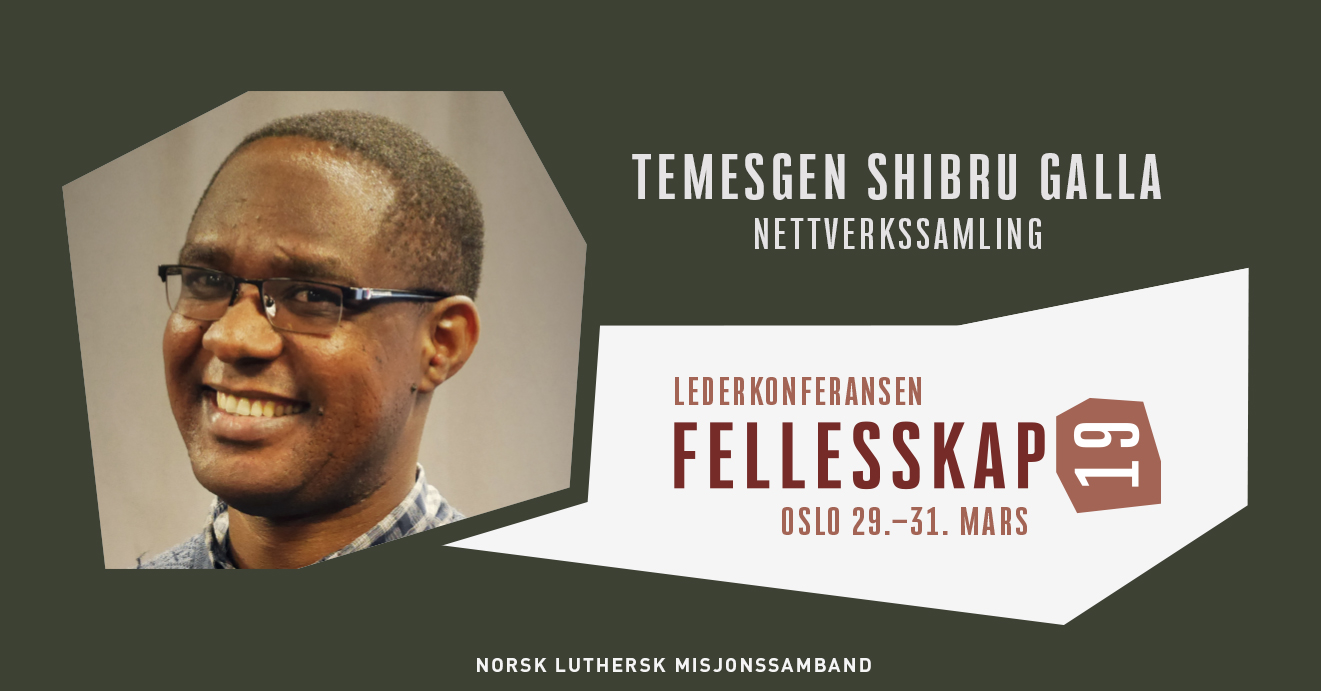 TEMESGEN SHIBRU GALLA
NETTVERKSSAMLING
LEDERKONFERANSEN
FELLESSKAP 19
OSLO 29.–31. MARS
NORSK LUTHERSK MISJONSSAMBAND